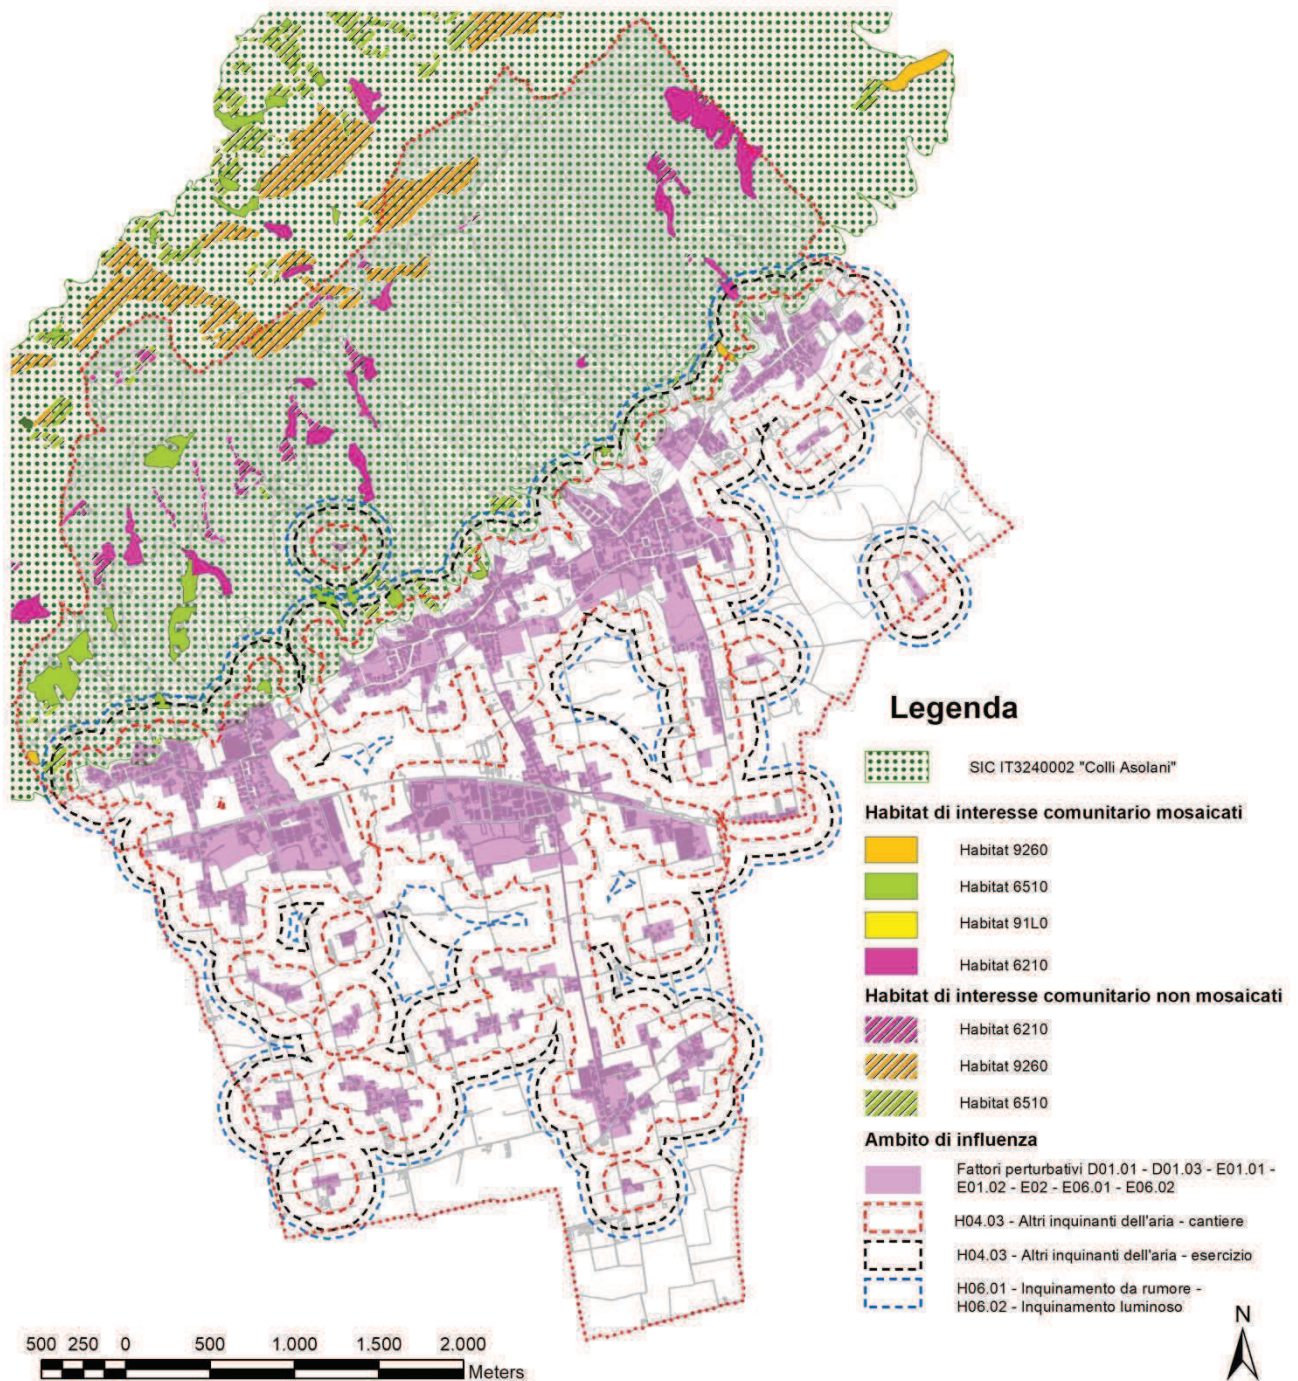 Legenda
SIC IT3240002 "Colli Asolani"
Habitat di interesse comunitario mosaicati
Habitat 9260
Habitat 6510
Habitat 91L0
Habitat 6210
Habitat di interesse comunitario non mosaicati
Habitat 6210
Habitat 9260
Habitat 6510
Ambito di influenza
Fattori perturbativi D01.01 - D01.03 - E01.01 -
E01.02 - E02 - E06.01 - E06.02
H04.03 - Altri inquinanti dell'aria - cantiere
H04.03 - Altri inquinanti dell'aria - esercizio
H06.01 - Inquinamento da rumore -
H06.02 - Inquinamento luminoso
N
500 250 0 500 1.000 1.500 2.000
Meters